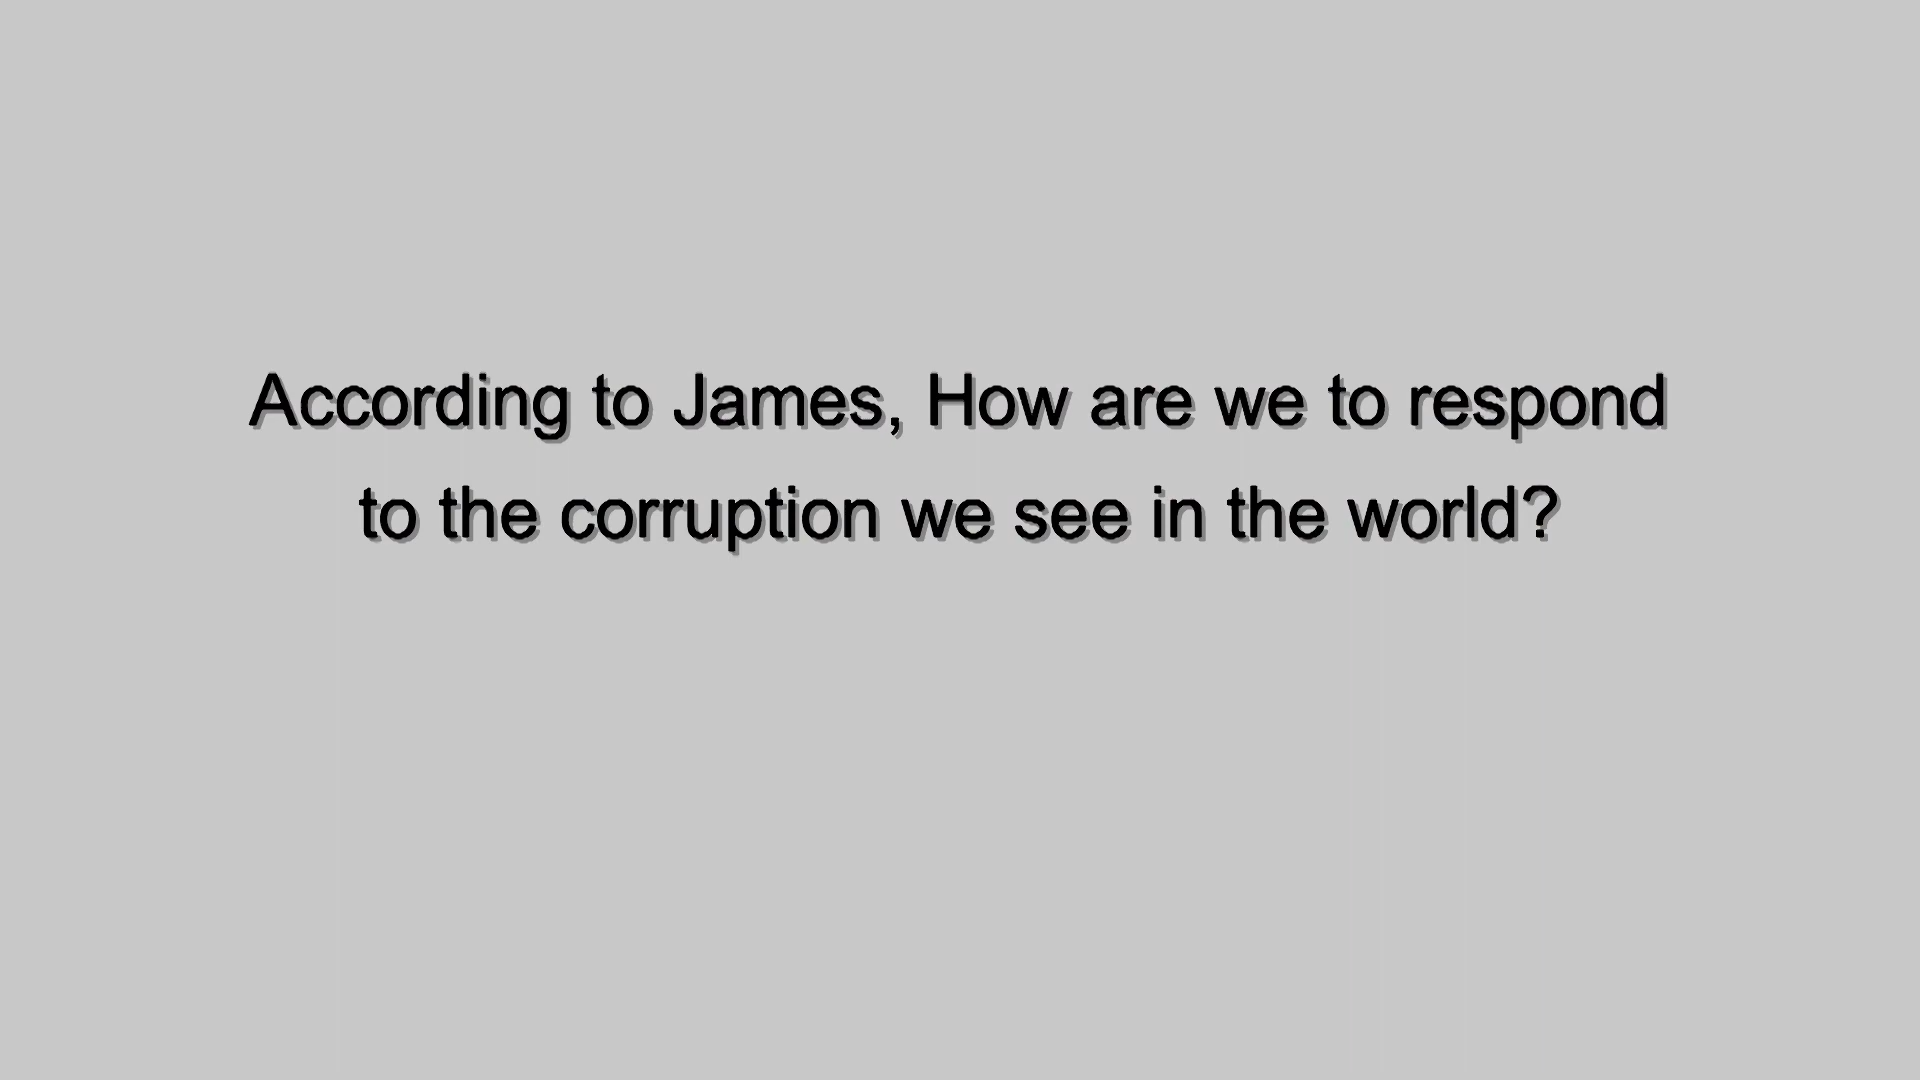 According to James, How are we to respond
to the corruption we see in the world?